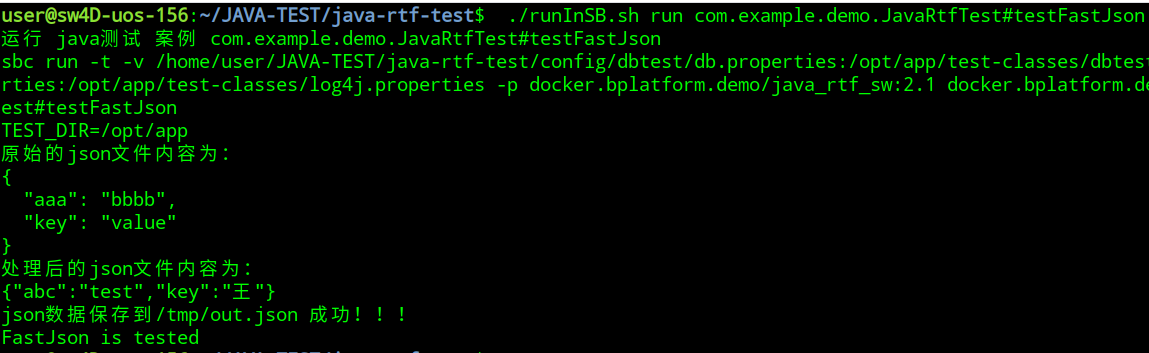 user@sw4D-uos-156:~/JAVA-TEST/java-rtf-test$ ./runInSB.sh run com.example.demo.JavaRtfTest#testFastJson
运行 java测试 案例 com.example.demo.JavaRtfTest#testFastJson
sbc run -t -v /home/user/JAVA-TEST/java-rtf-test/config/dbtest/db.properties:/opt/app/test-classes/dbtest
rties:/opt/app/test-classes/log4j.properties -p docker.bplatform.demo/java_rtf_sw:2.1 docker.bplatform.de
est#testFastJson
TEST_DIR=/opt/app
原始的json文件内容为：
{
  "aaa": "bbbb",
  "key": "value"
}
处理后的json文件内容为：
{"abc":"test","key":"王"}
json数据保存到/tmp/out.json 成功！！！
FastJson is tested